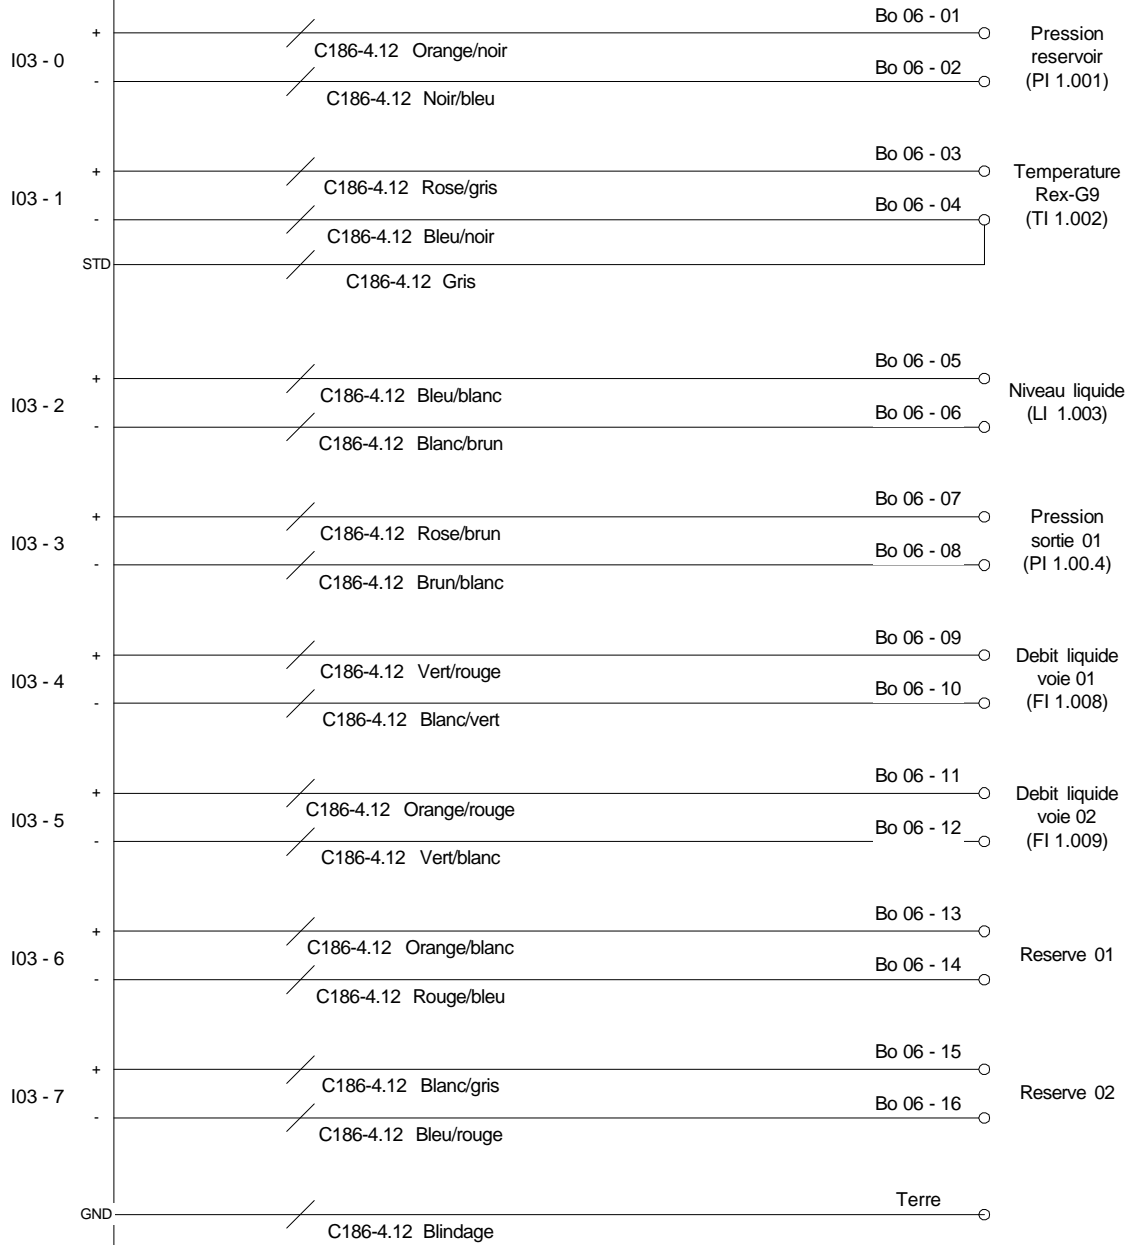 Bo 06 - 01
+
C186-4.12 Orange/noir
I03 - 0
Bo 06 - 02
-
C186-4.12 Noir/bleu
Pression
reservoir
(PI 1.001)
Bo 06 - 03
+
C186-4.12 Rose/gris
I03 - 1
Bo 06 - 04
-
C186-4.12 Bleu/noir
STD
C186-4.12 Gris
Temperature
Rex-G9
(TI 1.002)
Bo 06 - 05
+
C186-4.12 Bleu/blanc
I03 - 2
Bo 06 - 06
-
C186-4.12 Blanc/brun
Niveau liquide
(LI 1.003)
Bo 06 - 07
+
C186-4.12 Rose/brun
I03 - 3
Bo 06 - 08
-
C186-4.12 Brun/blanc
Pression
sortie 01
(PI 1.00.4)
Bo 06 - 09
+
C186-4.12 Vert/rouge
I03 - 4
Bo 06 - 10
-
C186-4.12 Blanc/vert
Debit liquide
voie 01
(FI 1.008)
Bo 06 - 11
+
C186-4.12 Orange/rouge
I03 - 5
Bo 06 - 12
-
C186-4.12 Vert/blanc
Debit liquide
voie 02
(FI 1.009)
Bo 06 - 13
+
C186-4.12 Orange/blanc
I03 - 6
Bo 06 - 14
-
C186-4.12 Rouge/bleu
Reserve 01
Bo 06 - 15
+
C186-4.12 Blanc/gris
I03 - 7
Bo 06 - 16
-
C186-4.12 Bleu/rouge
Reserve 02
Terre
GND
C186-4.12 Blindage